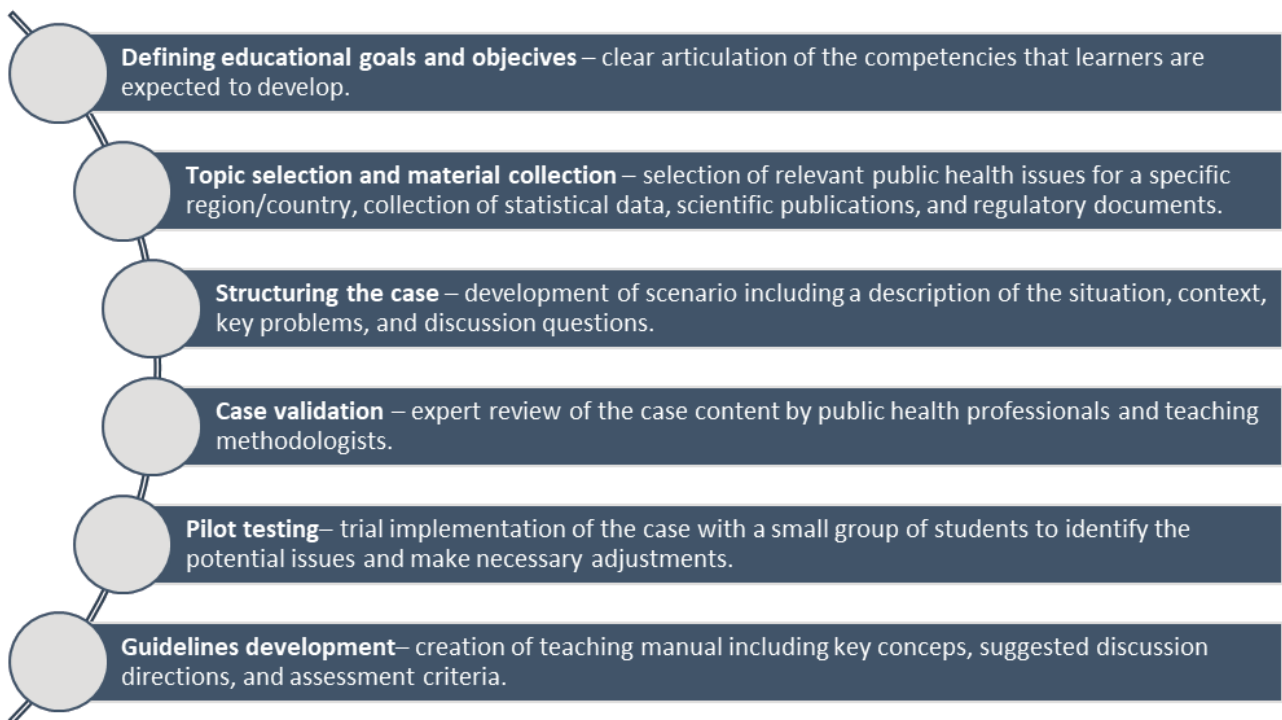 Defining educational goals and objecives – clear articulation of the competencies that learners are
expected to develop.
Topic selection and material collection – selection of relevant public health issues for a specific
region/country, collection of statistical data, scientific publications, and regulatory documents.
Structuring the case – development of scenario including a description of the situation, context,
key problems, and discussion questions.
Case validation – expert review of the case content by public health professionals and teaching
methodologists.
Pilot testing– trial implementation of the case with a small group of students to identify the
potential issues and make necessary adjustments.
Guidelines development– creation of teaching manual including key conceps, suggested discussion
directions, and assessment criteria.